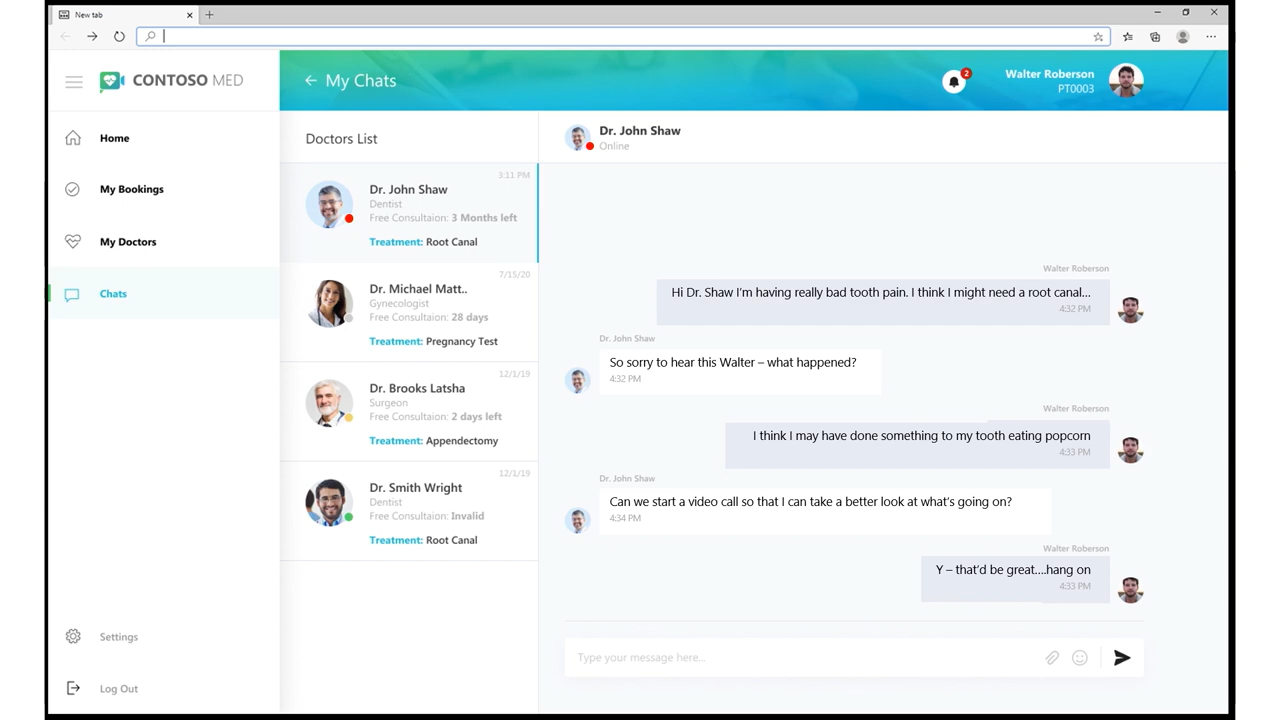 New tab
CONTOSO MED
My Chats
2
Walter Roberson
PT0003
Home
My Bookings
My Doctors
Chats
Settings
Log Out
Doctors List
3:11 PM
Dr. John Shaw
Dentist
Free Consultaion: 3 Months left
Treatment: Root Canal
7/15/20
Dr. Michael Matt..
Gynecologist
Free Consultaion: 28 days
Treatment: Pregnancy Test
12/1/19
Dr. Brooks Latsha
Surgeon
Free Consultaion: 2 days left
Treatment: Appendectomy
12/1/19
Dr. Smith Wright
Dentist
Free Consultaion: Invalid
Treatment: Root Canal
Dr. John Shaw
Online
Walter Roberson
Hi Dr. Shaw I'm having really bad tooth pain. I think I might need a root canal...
4:32 PM
Dr. John Shaw
So sorry to hear this Walter – what happened?
4:32 PM
Walter Roberson
I think I may have done something to my tooth eating popcorn
4:33 PM
Dr. John Shaw
Can we start a video call so that I can take a better look at what's going on?
4:34 PM
Walter Roberson
Y – that'd be great....hang on
4:33 PM
Type your message here...